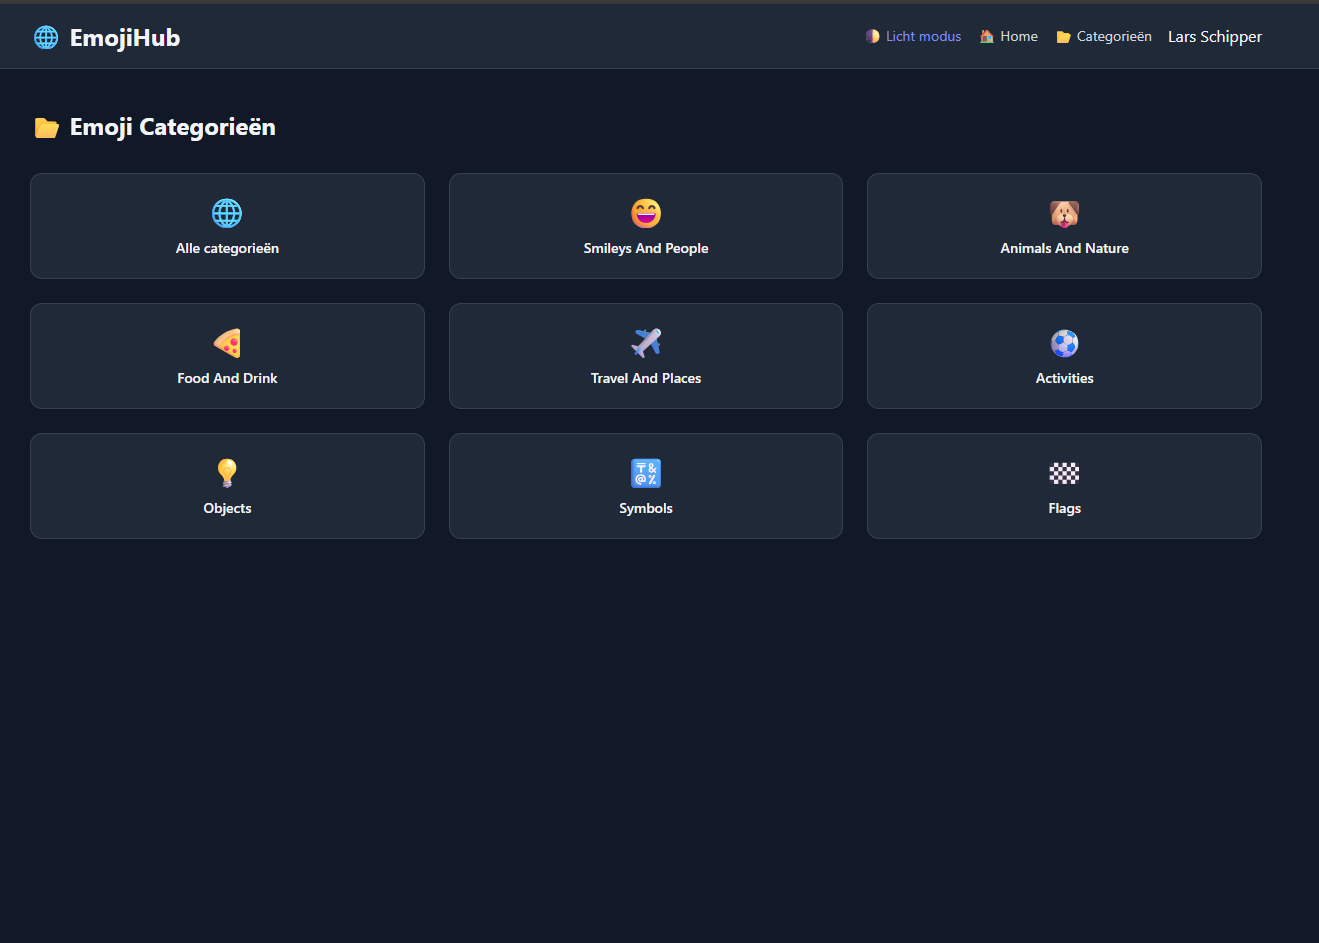 EmojiHub
Licht modus Home Categorieën Lars Schipper
Emoji Categorieën
Alle categorieën
Smileys And People
Animals And Nature
Food And Drink
Travel And Places
Activities
Objects
〒&
@%
Symbols
Flags